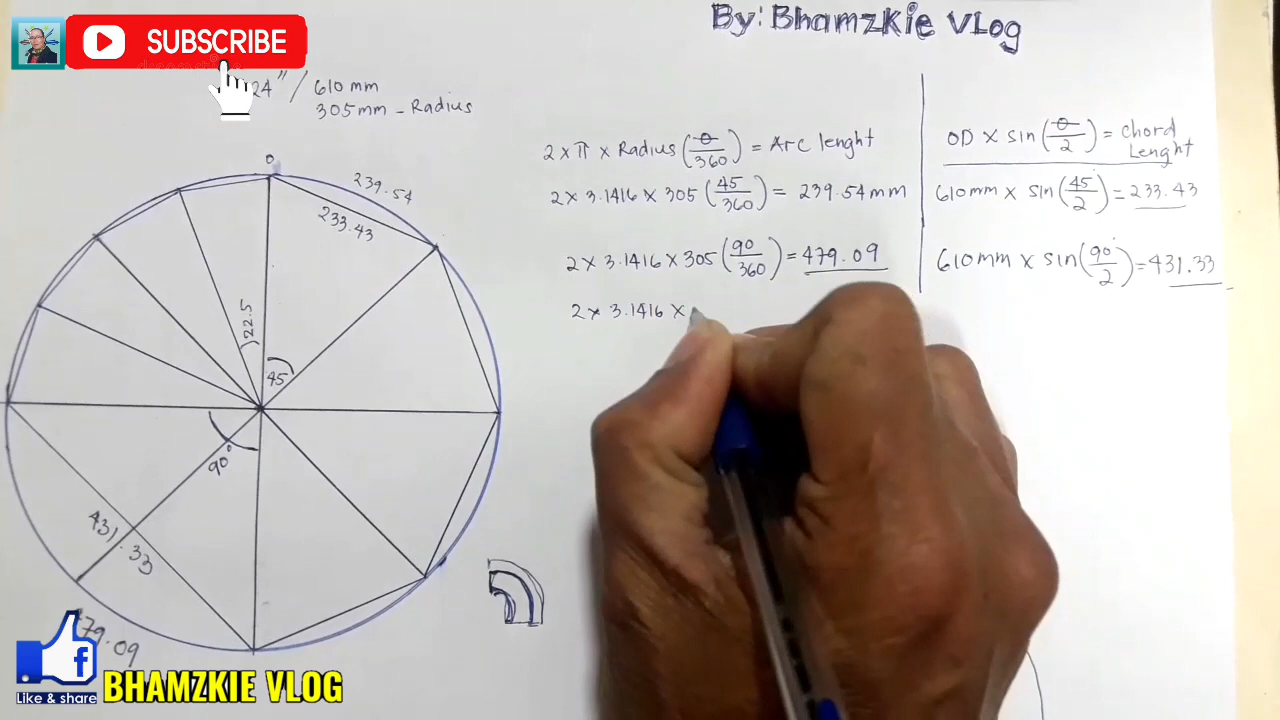 By: Bhamzkie VLog
SUBSCRIBE
24" / 610 mm
305mm - Radius
2 x π x Radius (θ/360) = Arc lenght
2 x 3.1416 x 305 (45/360) = 239.54mm
2 x 3.1416 x 305 (90/360) = 479.09
2 x 3.1416 x
OD x sin (θ/2) = Chord Lenght
610mm x sin (45/2) = 233.43
610mm x sin (90/2) = 431.33
0
239.54
233.43
22.5
45
90°
431.33
79.09
Like & share
BHAMZKIE VLOG